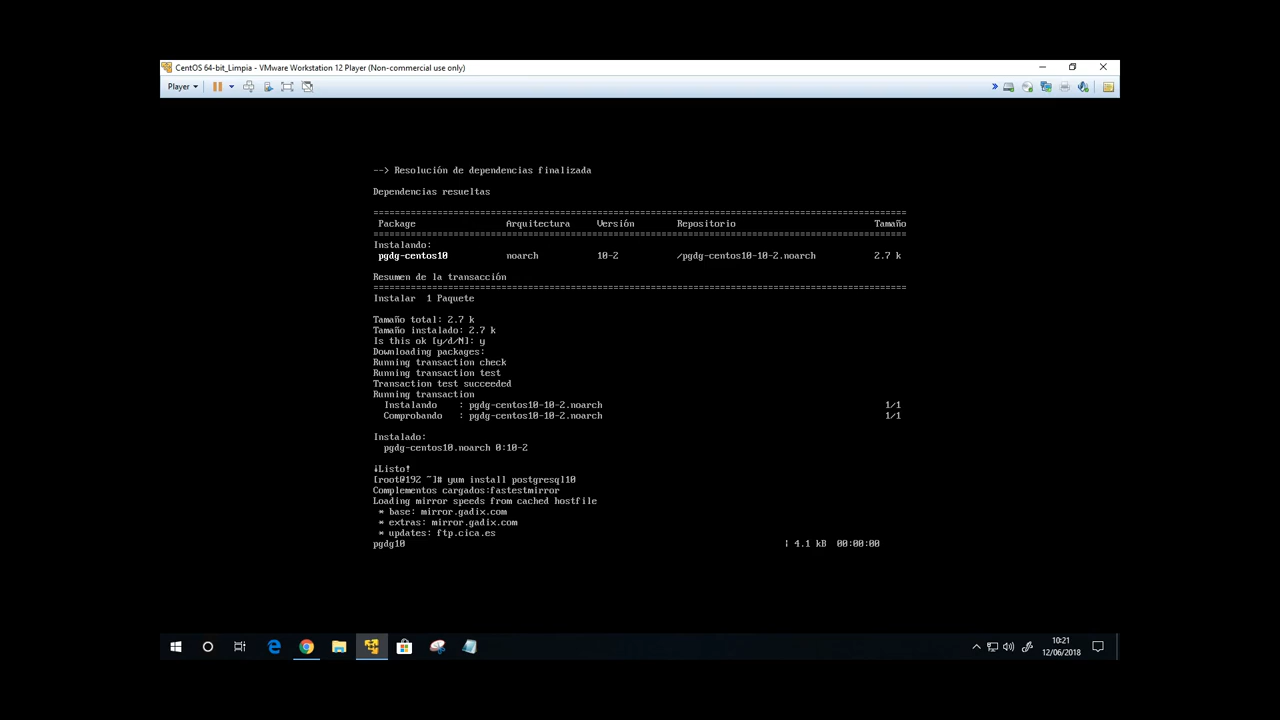 CentOS 64-bit_Limpia - VMware Workstation 12 Player (Non-commercial use only)
Player
--> Resolución de dependencias finalizada
Dependencias resueltas
================================================================================
Package Arquitectura Versión Repositorio Tamaño
================================================================================
Instalando:
pgdg-centos10 noarch 10-2 /pgdg-centos10-10-2.noarch 2.7 k
Resumen de la transacción
================================================================================
Instalar 1 Paquete
Tamaño total: 2.7 k
Tamaño instalado: 2.7 k
Is this ok [y/d/N]: y
Downloading packages:
Running transaction check
Running transaction test
Transaction test succeeded
Running transaction
Instalando : pgdg-centos10-10-2.noarch 1/1
Comprobando : pgdg-centos10-10-2.noarch 1/1
Instalado:
pgdg-centos10.noarch 0:10-2
↓Listo!
[root@192 ~]# yum install postgresql10
Complementos cargados:fastestmirror
Loading mirror speeds from cached hostfile
* base: mirror.gadix.com
* extras: mirror.gadix.com
* updates: ftp.cica.es
pgdg10 | 4.1 kB 00:00:00
10:21
12/06/2018